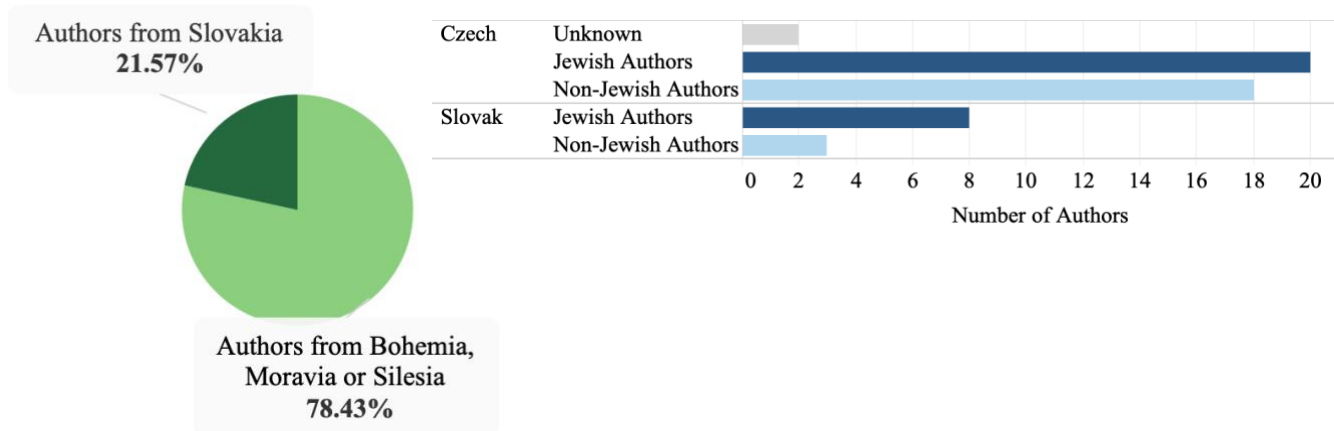 Authors from Slovakia
21.57%
Authors from Bohemia,
Moravia or Silesia
78.43%
Czech Unknown
Jewish Authors
Non-Jewish Authors
Slovak Jewish Authors
Non-Jewish Authors
0 2 4 6 8 10 12 14 16 18 20
Number of Authors